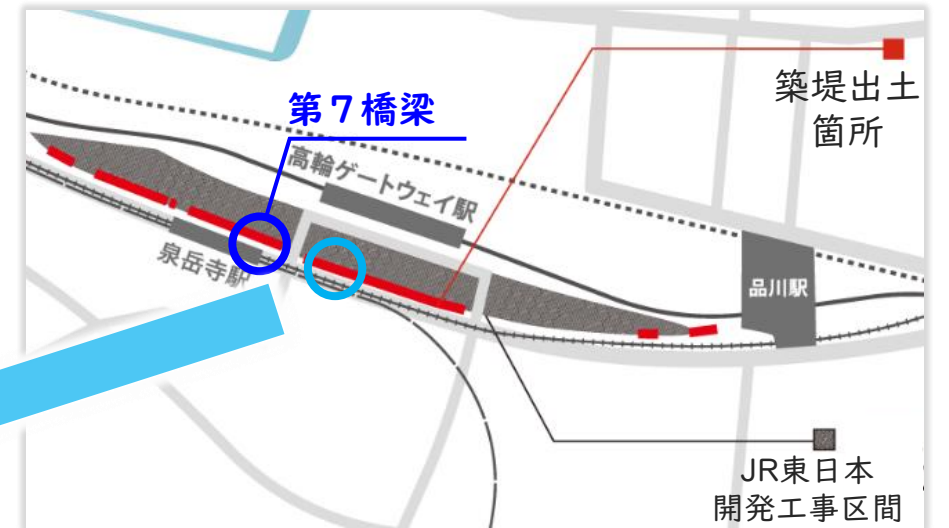 築堤出土
箇所
第7橋梁
高輪ゲートウェイ駅
泉岳寺駅
品川駅
JR東日本
開発工事区間